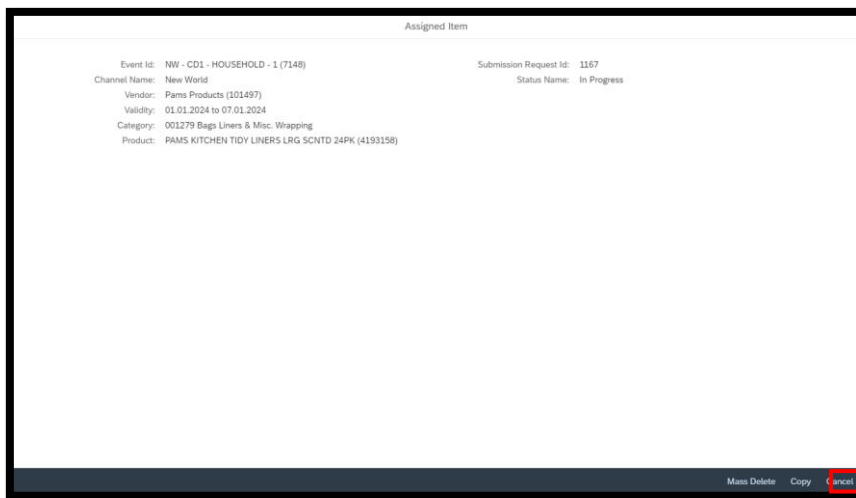 Assigned Item
Event Id: NW - CD1 - HOUSEHOLD - 1 (7148)
Channel Name: New World
Vendor: Pams Products (101497)
Validity: 01.01.2024 to 07.01.2024
Category: 001279 Bags Liners & Misc. Wrapping
Product: PAMS KITCHEN TIDY LINERS LRG SCNTD 24PK (4193158)
Submission Request Id: 1167
Status Name: In Progress
Mass Delete Copy Cancel